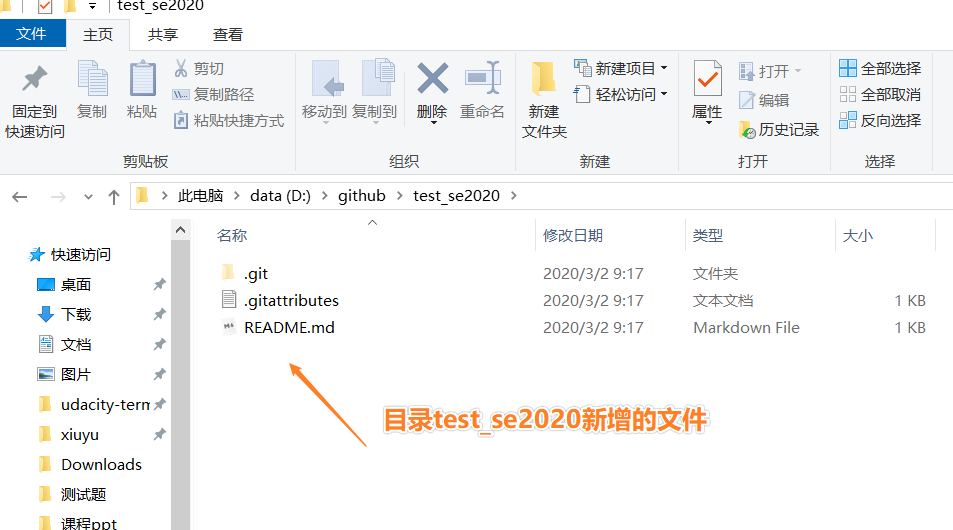 test_se2020
文件 主页 共享 查看
固定到快速访问
复制
粘贴
剪切
复制路径
粘贴快捷方式
剪贴板
移动到 复制到
删除 重命名
组织
新建文件夹
新建项目
轻松访问
新建
属性
打开
编辑
历史记录
打开
全部选择
全部取消
反向选择
选择
此电脑 > data (D:) > github > test_se2020 >
名称 修改日期 类型 大小
快速访问
桌面
下载
文档
图片
udacity-term
xiuyu
Downloads
测试题
课程ppt
.git 2020/3/2 9:17 文件夹
.gitattributes 2020/3/2 9:17 文本文档 1 KB
README.md 2020/3/2 9:17 Markdown File 1 KB
目录test_se2020新增的文件